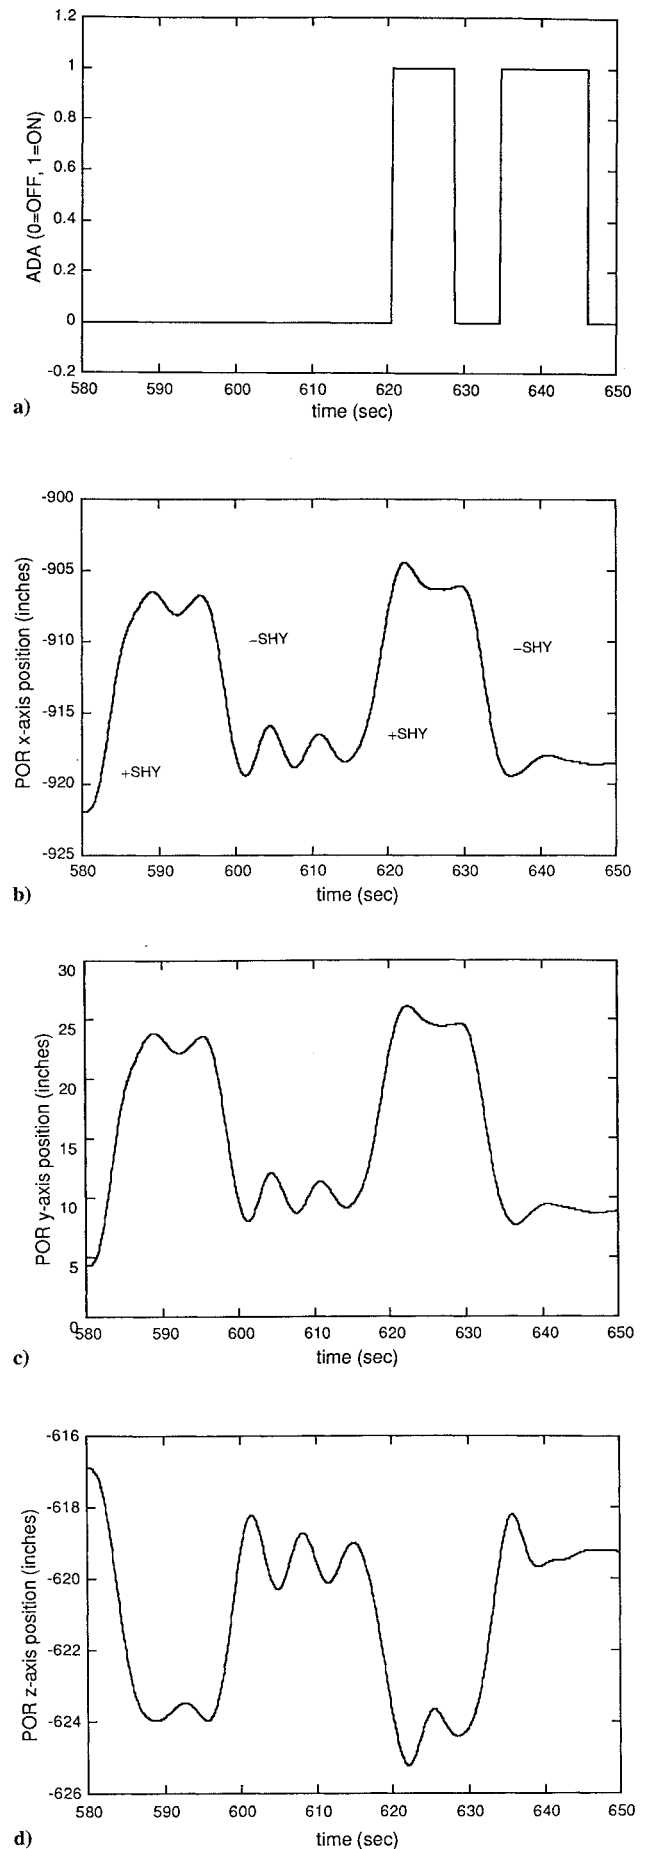 1.2
1
0.8
0.6
0.4
0.2
0
-0.2
ADA (0=OFF, 1=ON)
580 590 600 610 620 630 640 650
time (sec)
a)
-900
-905
-910
-915
-920
-925
POR x-axis position (inches)
+SHY
−SHY
+SHY
−SHY
580 590 600 610 620 630 640 650
time (sec)
b)
30
25
20
15
10
5
0
POR y-axis position (inches)
580 590 600 610 620 630 640 650
time (sec)
c)
-616
-618
-620
-622
-624
-626
POR z-axis position (inches)
580 590 600 610 620 630 640 650
time (sec)
d)